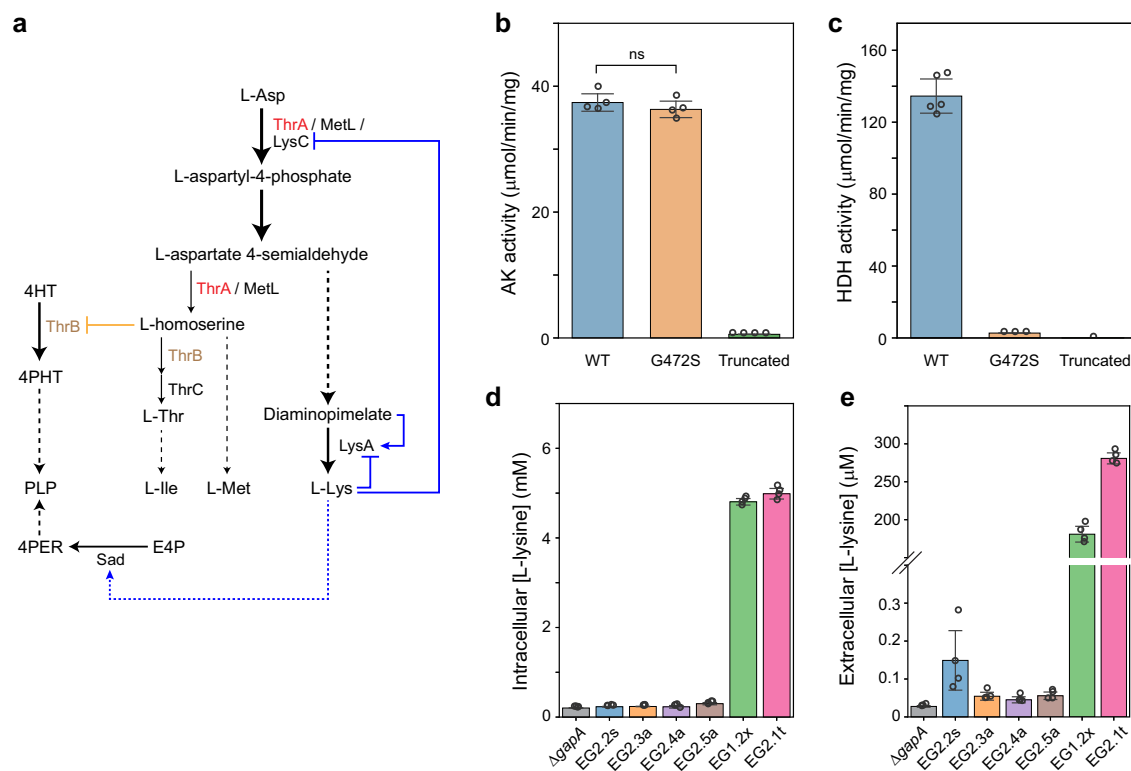 a
L-Asp
ThrA / MetL /
LysC
L-aspartyl-4-phosphate
L-aspartate 4-semialdehyde
ThrA / MetL
4HT
ThrB
L-homoserine
ThrB
4PHT
ThrC
L-Thr
Diaminopimelate
LysA
PLP
L-Ile
L-Met
L-Lys
4PER
E4P
Sad
b
AK activity (μmol/min/mg)
40
20
0
ns
WT
G472S
Truncated
c
HDH activity (μmol/min/mg)
160
120
80
40
0
WT
G472S
Truncated
d
Intracellular [L-lysine] (mM)
6
4
2
0
ΔgapA
EG2.2s
EG2.3a
EG2.4a
EG2.5a
EG1.2x
EG2.1t
e
Extracellular [L-lysine] (μM)
300
200
0.3
0.2
0.1
0
ΔgapA
EG2.2s
EG2.3a
EG2.4a
EG2.5a
EG1.2x
EG2.1t